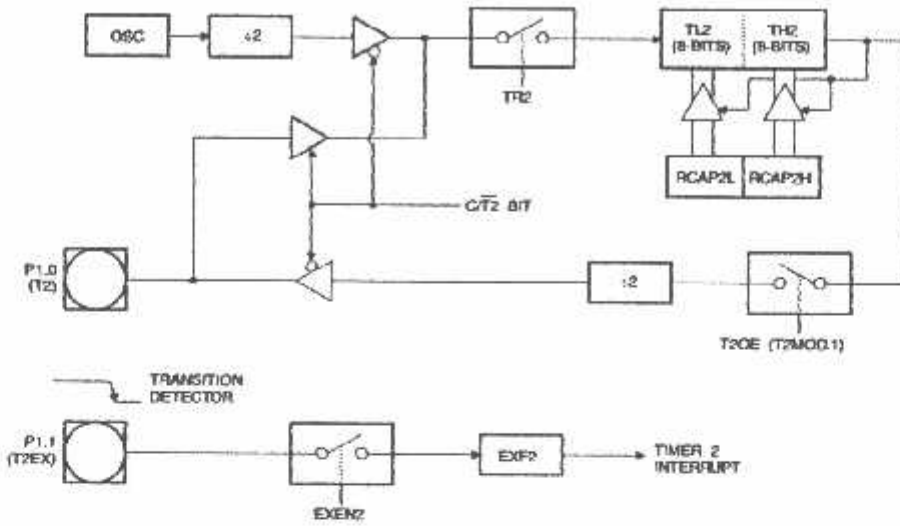 OSC
÷2
TR2
TL2
(8-BITS)
TH2
(8-BITS)
RCAP2L
RCAP2H
C/T2 BIT
P1.0
(T2)
÷2
T2OE (T2MOD.1)
TRANSITION
DETECTOR
P1.1
(T2EX)
EXF2
TIMER 2
INTERRUPT
EXEN2